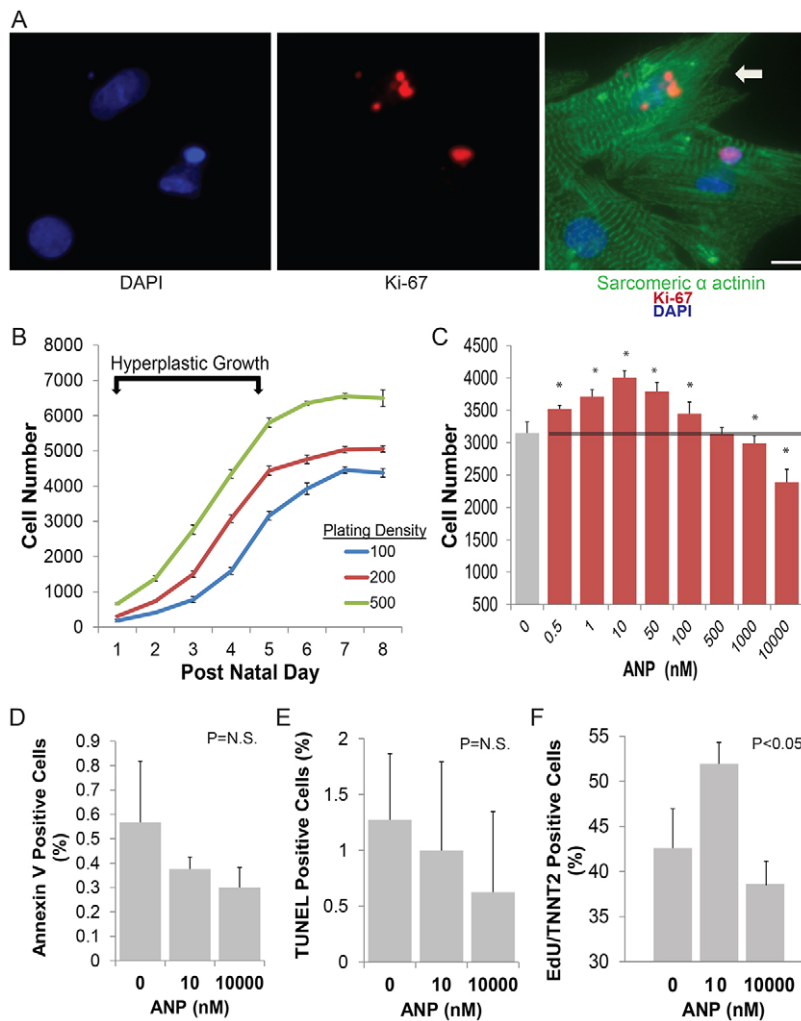 A
DAPI
Ki-67
Sarcomeric α actinin
Ki-67
DAPI
B
Hyperplastic Growth
Cell Number
8000
7000
6000
5000
4000
3000
2000
1000
0
Plating Density
100
200
500
1 2 3 4 5 6 7 8
Post Natal Day
C
Cell Number
4500
4000
3500
3000
2500
2000
1500
1000
500
* * * * * * *
0 0.5 1 10 50 100 500 1000 10000
ANP (nM)
D
P=N.S.
Annexin V Positive Cells
(%)
0.9
0.8
0.7
0.6
0.5
0.4
0.3
0.2
0.1
0
0 10 10000
ANP (nM)
E
P=N.S.
TUNEL Positive Cells (%)
2
1.5
1
0.5
0
0 10 10000
ANP (nM)
F
P<0.05
EdU/TNNT2 Positive Cells
(%)
55
50
45
40
35
30
0 10 10000
ANP (nM)